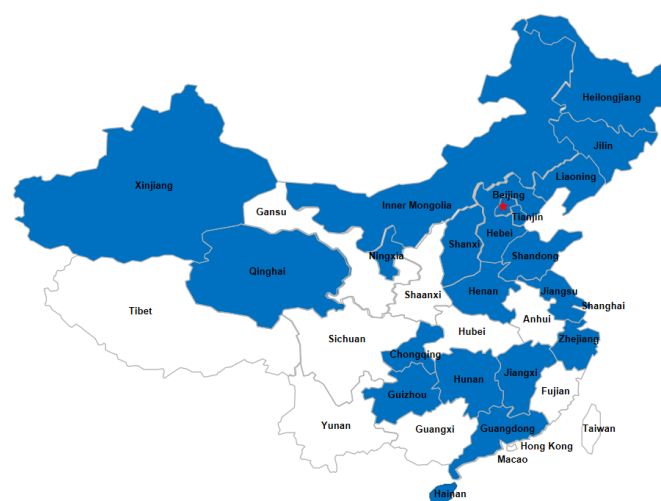 Heilongjiang
Jilin
Liaoning
Xinjiang
Beijing
Inner Mongolia
Gansu
Tianjin
Hebei
Shanxi
Ningxia
Shandong
Qinghai
Shaanxi
Henan
Jiangsu
Shanghai
Tibet
Anhui
Hubei
Sichuan
Zhejiang
Chongqing
Jiangxi
Hunan
Guizhou
Fujian
Yunan
Guangxi
Guangdong
Taiwan
Hong Kong
Macao
Hainan